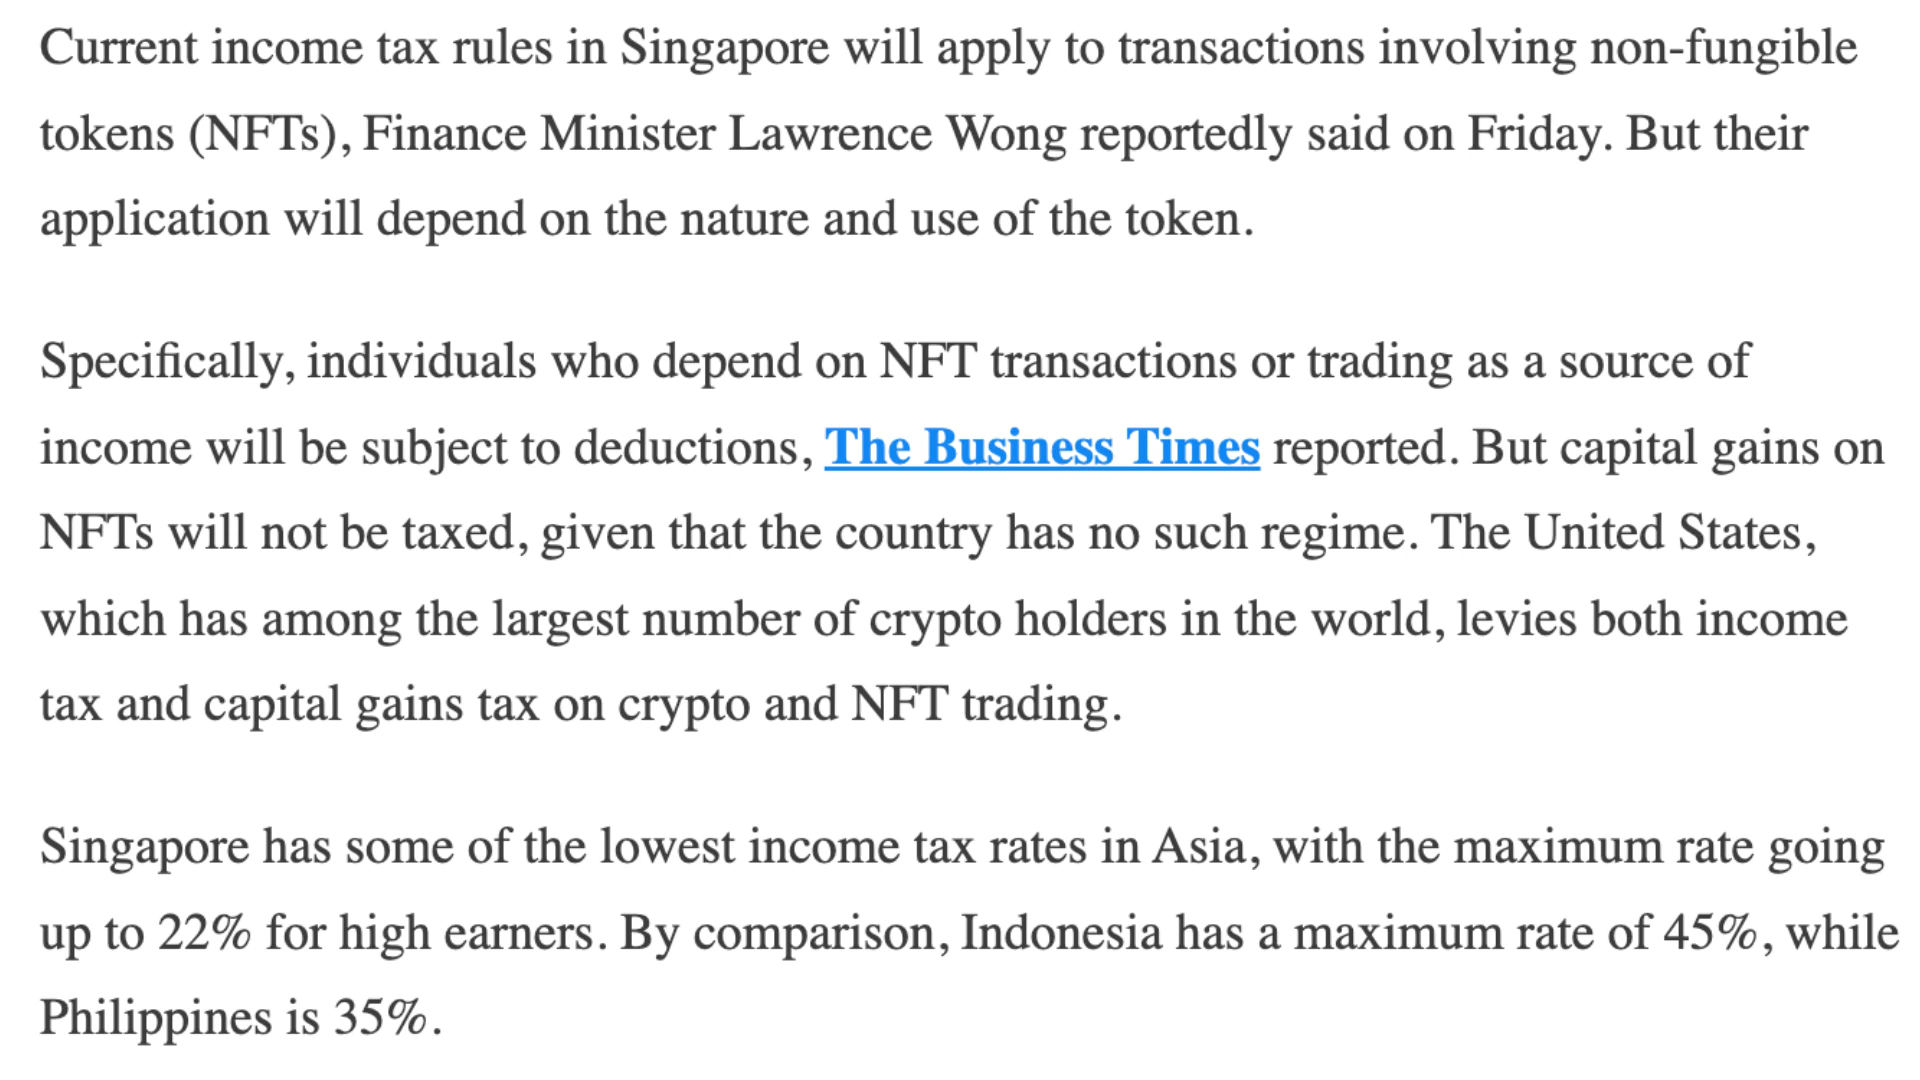 Current income tax rules in Singapore will apply to transactions involving non-fungible
tokens (NFTs), Finance Minister Lawrence Wong reportedly said on Friday. But their
application will depend on the nature and use of the token.
Specifically, individuals who depend on NFT transactions or trading as a source of
income will be subject to deductions, The Business Times reported. But capital gains on
NFTs will not be taxed, given that the country has no such regime. The United States,
which has among the largest number of crypto holders in the world, levies both income
tax and capital gains tax on crypto and NFT trading.
Singapore has some of the lowest income tax rates in Asia, with the maximum rate going
up to 22% for high earners. By comparison, Indonesia has a maximum rate of 45%, while
Philippines is 35%.